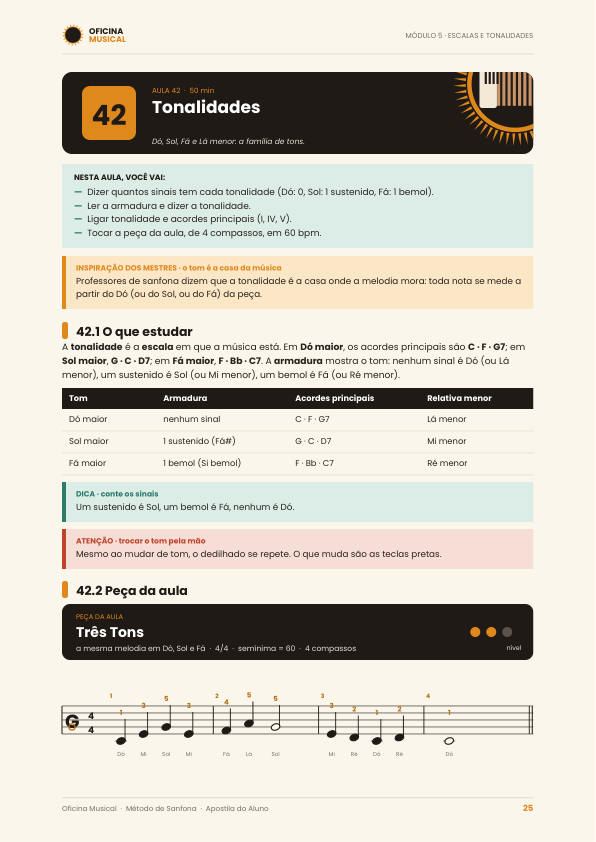 OFICINA
MUSICAL
MÓDULO 5 · ESCALAS E TONALIDADES
42
AULA 42 · 50 min
Tonalidades
Dó, Sol, Fá e Lá menor: a família de tons.
NESTA AULA, VOCÊ VAI:
— Dizer quantos sinais tem cada tonalidade (Dó: 0, Sol: 1 sustenido, Fá: 1 bemol).
— Ler a armadura e dizer a tonalidade.
— Ligar tonalidade e acordes principais (I, IV, V).
— Tocar a peça da aula, de 4 compassos, em 60 bpm.
INSPIRAÇÃO DOS MESTRES · o tom é a casa da música
Professores de sanfona dizem que a tonalidade é a casa onde a melodia mora: toda nota se mede a
partir do Dó (ou do Sol, ou do Fá) da peça.
42.1 O que estudar
A tonalidade é a escala em que a música está. Em Dó maior, os acordes principais são C · F · G7; em
Sol maior, G · C · D7; em Fá maior, F · Bb · C7. A armadura mostra o tom: nenhum sinal é Dó (ou Lá
menor), um sustenido é Sol (ou Mi menor), um bemol é Fá (ou Ré menor).
Tom Armadura Acordes principais Relativa menor
Dó maior nenhum sinal C · F · G7 Lá menor
Sol maior 1 sustenido (Fá#) G · C · D7 Mi menor
Fá maior 1 bemol (Si bemol) F · Bb · C7 Ré menor
DICA · conte os sinais
Um sustenido é Sol, um bemol é Fá, nenhum é Dó.
ATENÇÃO · trocar o tom pela mão
Mesmo ao mudar de tom, o dedilhado se repete. O que muda são as teclas pretas.
42.2 Peça da aula
PEÇA DA AULA
Três Tons
a mesma melodia em Dó, Sol e Fá · 4/4 · semínima = 60 · 4 compassos
nível
1 2 3 4
1 3 5 3 4 5 5 3 2 1 2 1
G 4
4
Dó Mi Sol Mi Fá Lá Sol Mi Ré Dó Ré Dó
Oficina Musical · Método de Sanfona · Apostila do Aluno
25